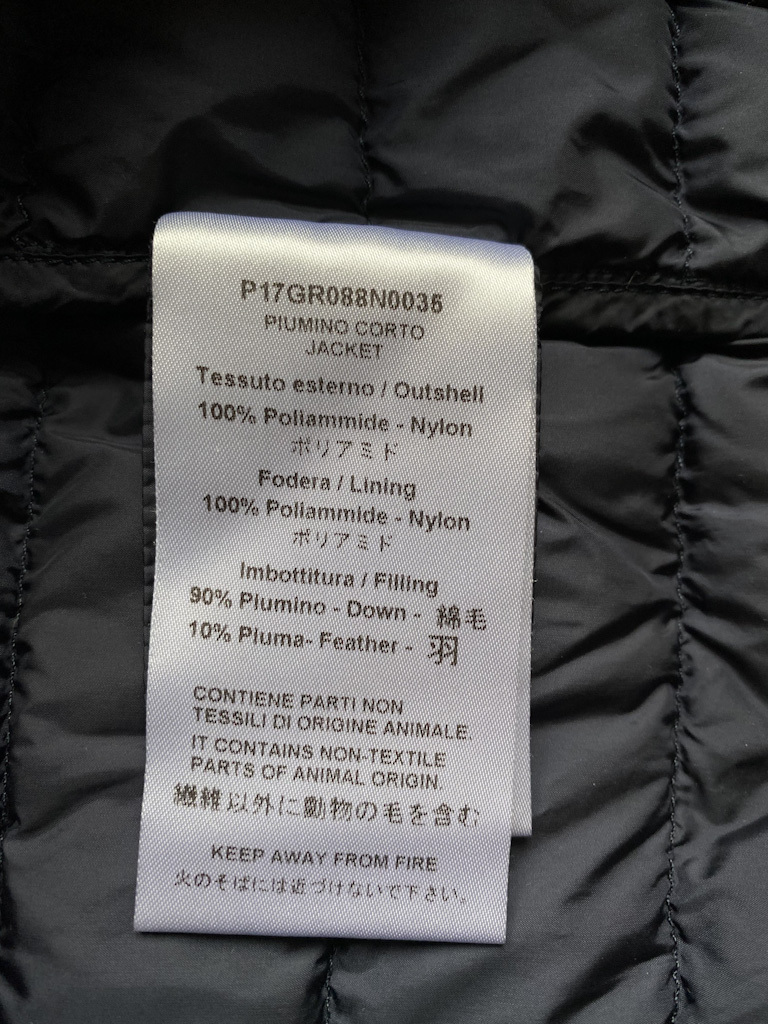 P17GR088N0036
PIUMINO CORTO
JACKET
Tessuto esterno / Outshell
100% Poliammide - Nylon
ポリアミド
Fodera / Lining
100% Poliammide - Nylon
ポリアミド
Imbottitura / Filling
90% Piumino - Down - 綿毛
10% Piuma- Feather - 羽
CONTIENE PARTI NON
TESSILI DI ORIGINE ANIMALE.
IT CONTAINS NON-TEXTILE
PARTS OF ANIMAL ORIGIN.
繊維以外に動物の毛を含む
KEEP AWAY FROM FIRE
火のそばには近づけないで下さい。